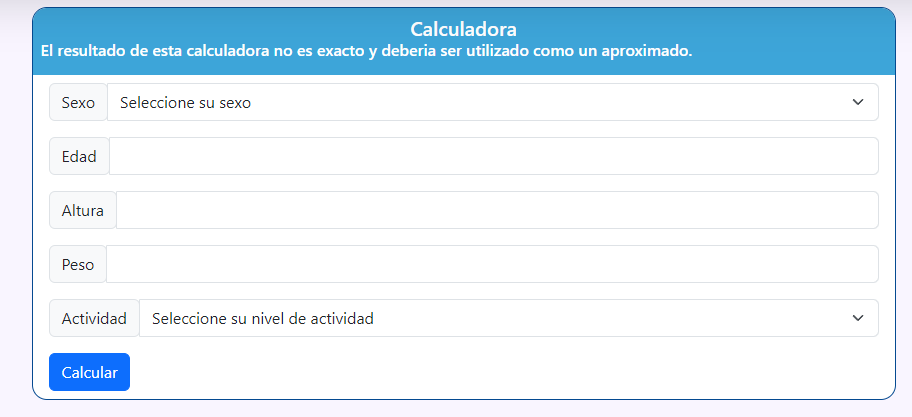 Calculadora
El resultado de esta calculadora no es exacto y deberia ser utilizado como un aproximado.
Sexo Seleccione su sexo
Edad
Altura
Peso
Actividad Seleccione su nivel de actividad
Calcular